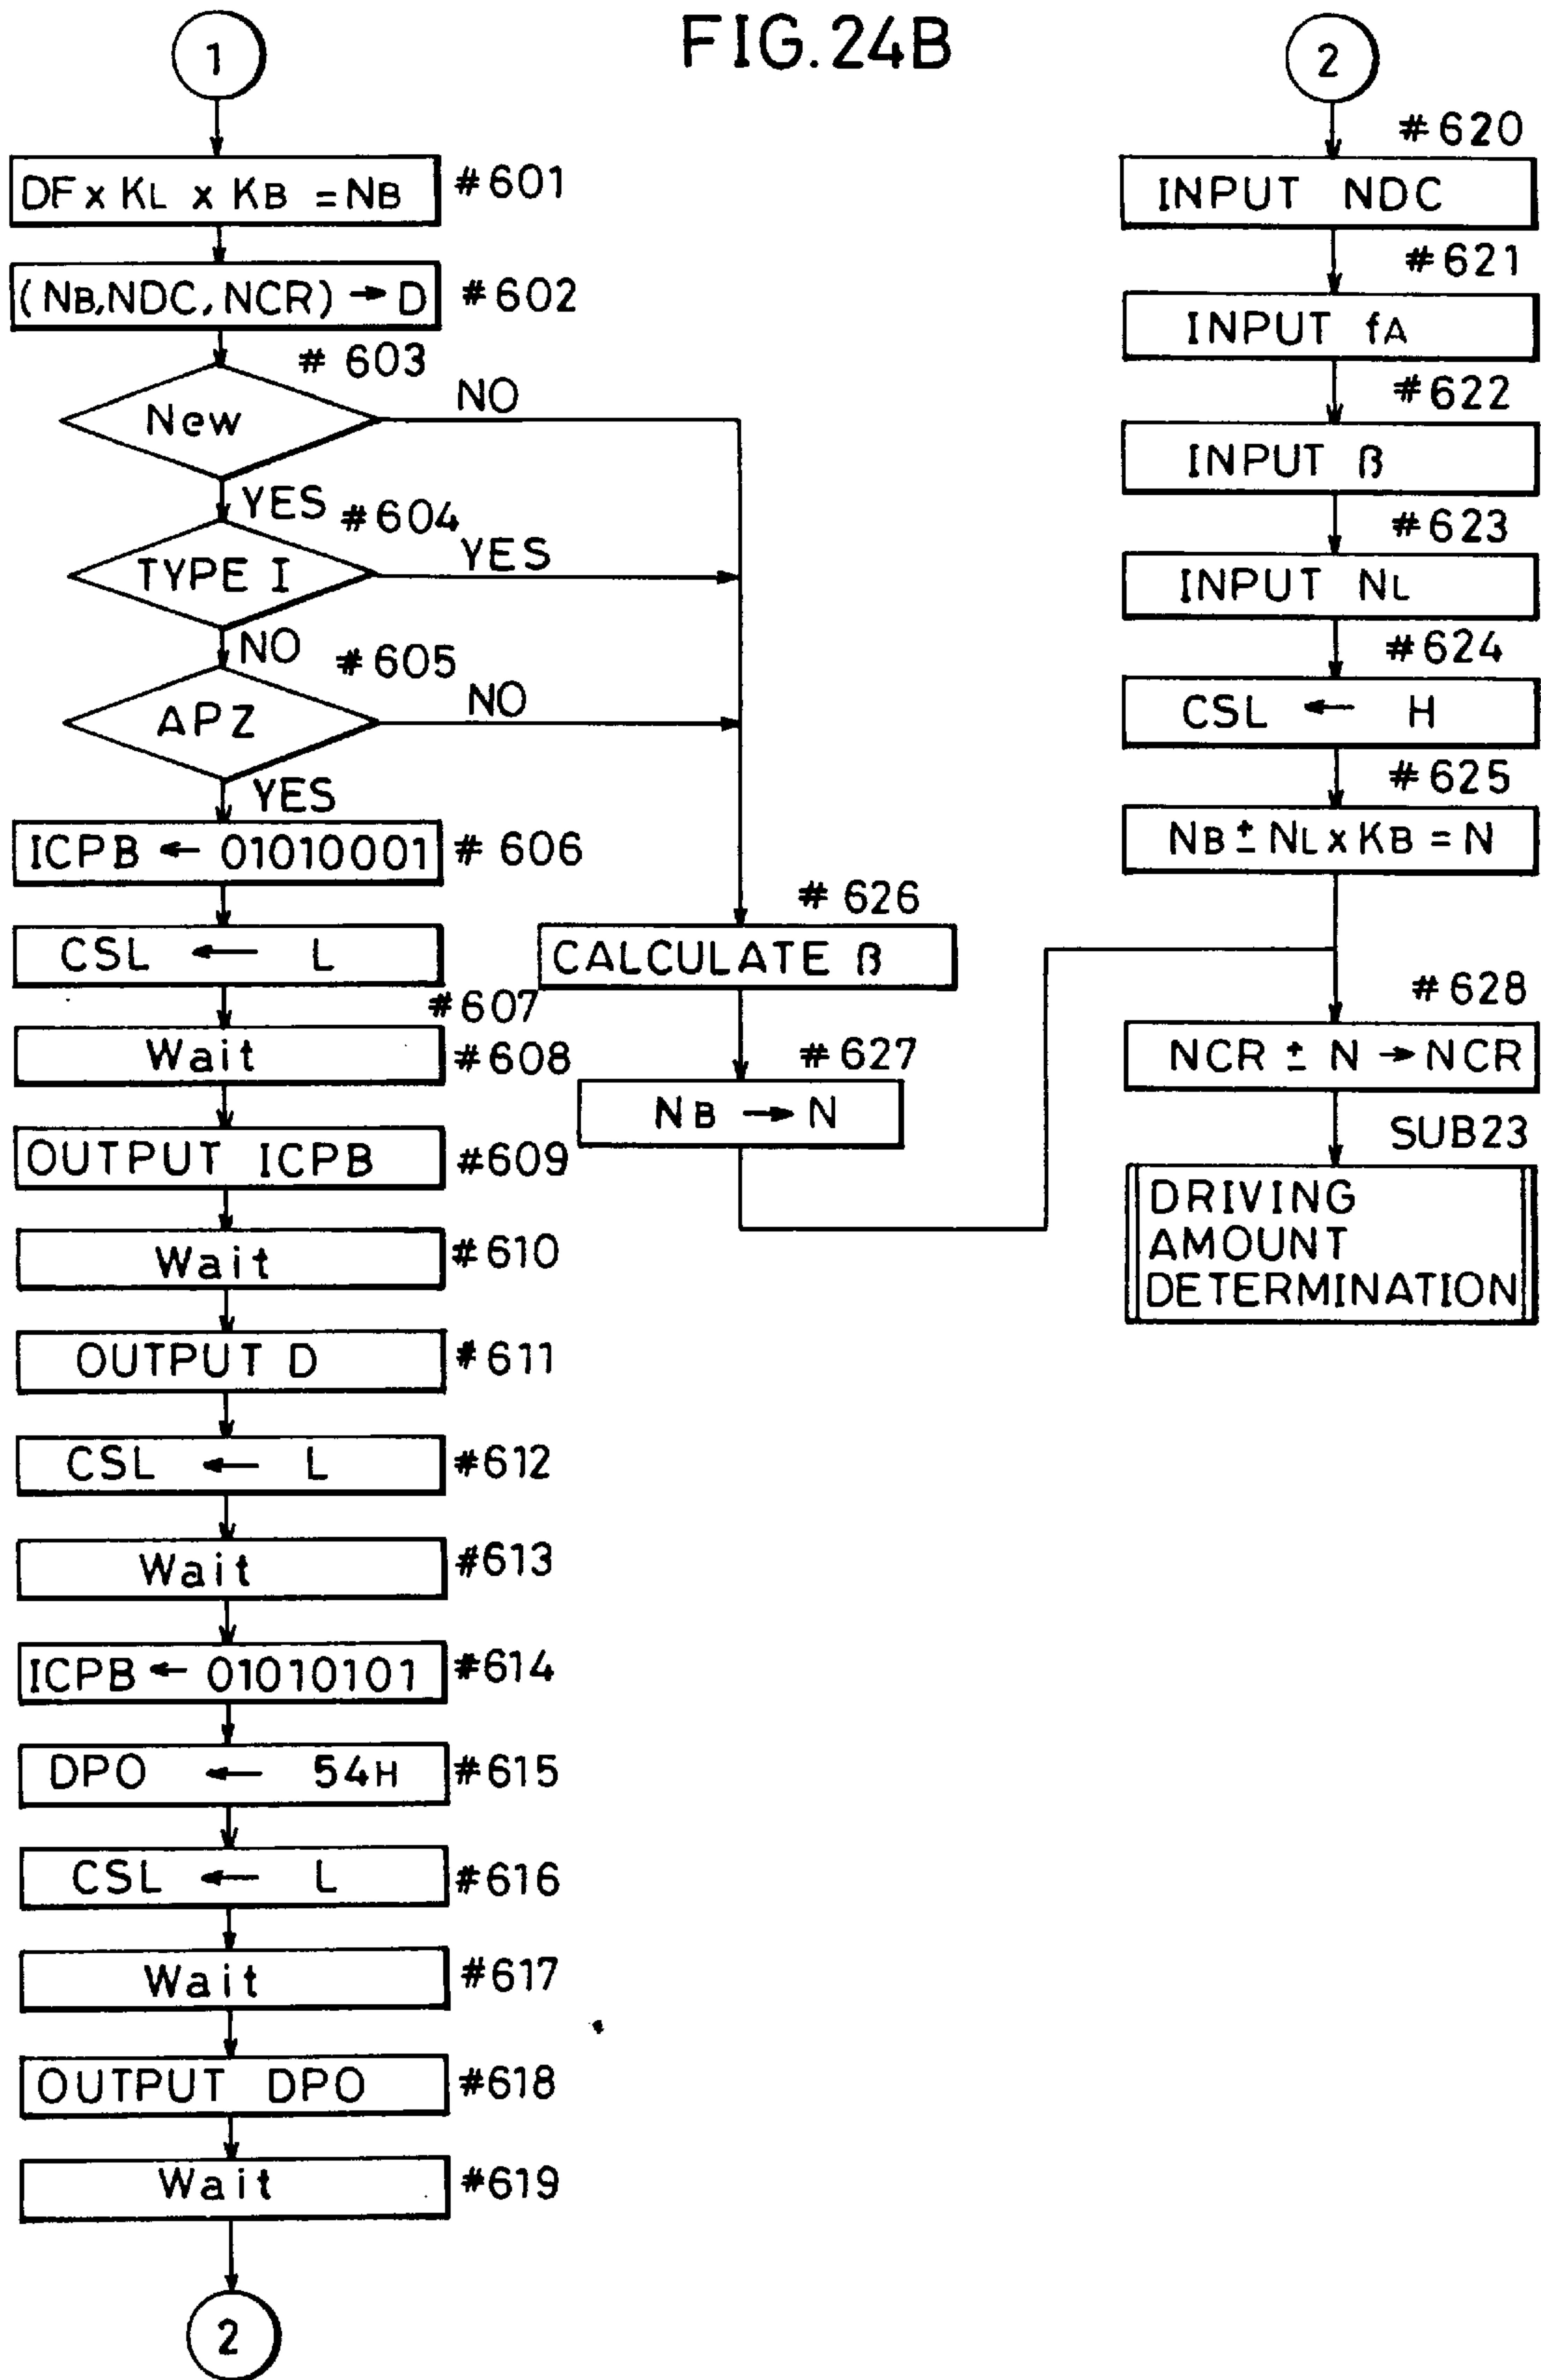 FIG.24B
1
DF x KL x KB = NB #601
(NB,NDC,NCR) → D #602
#603
New NO
YES
#604
TYPE I YES
NO
#605
APZ NO
YES
ICPB ← 01010001 #606
CSL ← L
#607
Wait #608
OUTPUT ICPB #609
Wait #610
OUTPUT D #611
CSL ← L #612
Wait #613
ICPB ← 01010101 #614
DPO ← 54H #615
CSL ← L #616
Wait #617
OUTPUT DPO #618
Wait #619
2
#626
CALCULATE β
#627
NB → N
2
#620
INPUT NDC
#621
INPUT fA
#622
INPUT β
#623
INPUT NL
#624
CSL ← H
#625
NB ± NL x KB = N
#628
NCR ± N → NCR
SUB23
DRIVING
AMOUNT
DETERMINATION